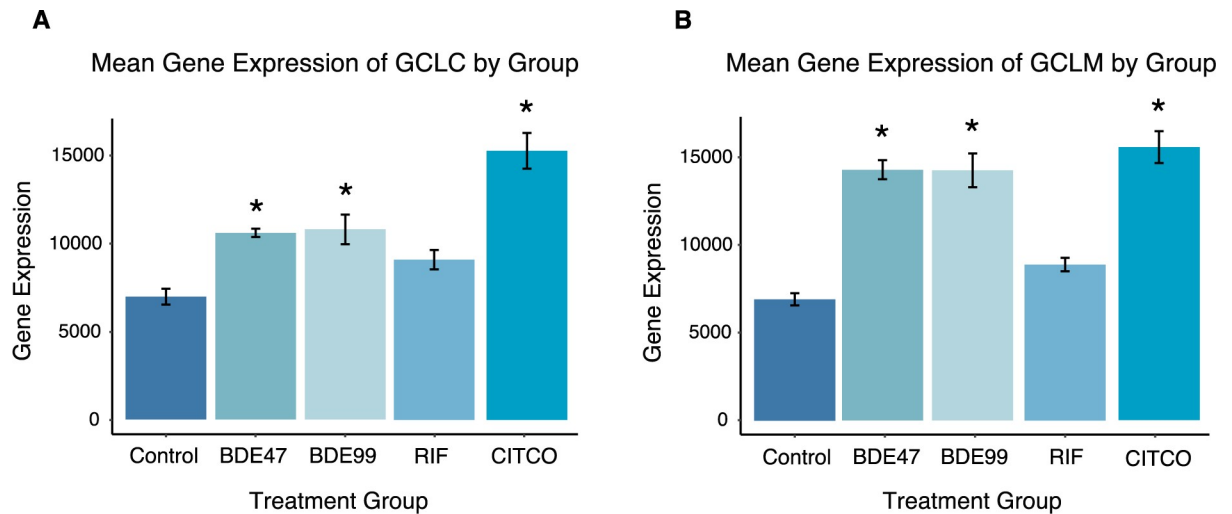 A
Mean Gene Expression of GCLC by Group
Gene Expression
15000
10000
5000
0
*
*
*
Control BDE47 BDE99 RIF CITCO
Treatment Group
B
Mean Gene Expression of GCLM by Group
Gene Expression
15000
10000
5000
0
*
*
*
Control BDE47 BDE99 RIF CITCO
Treatment Group